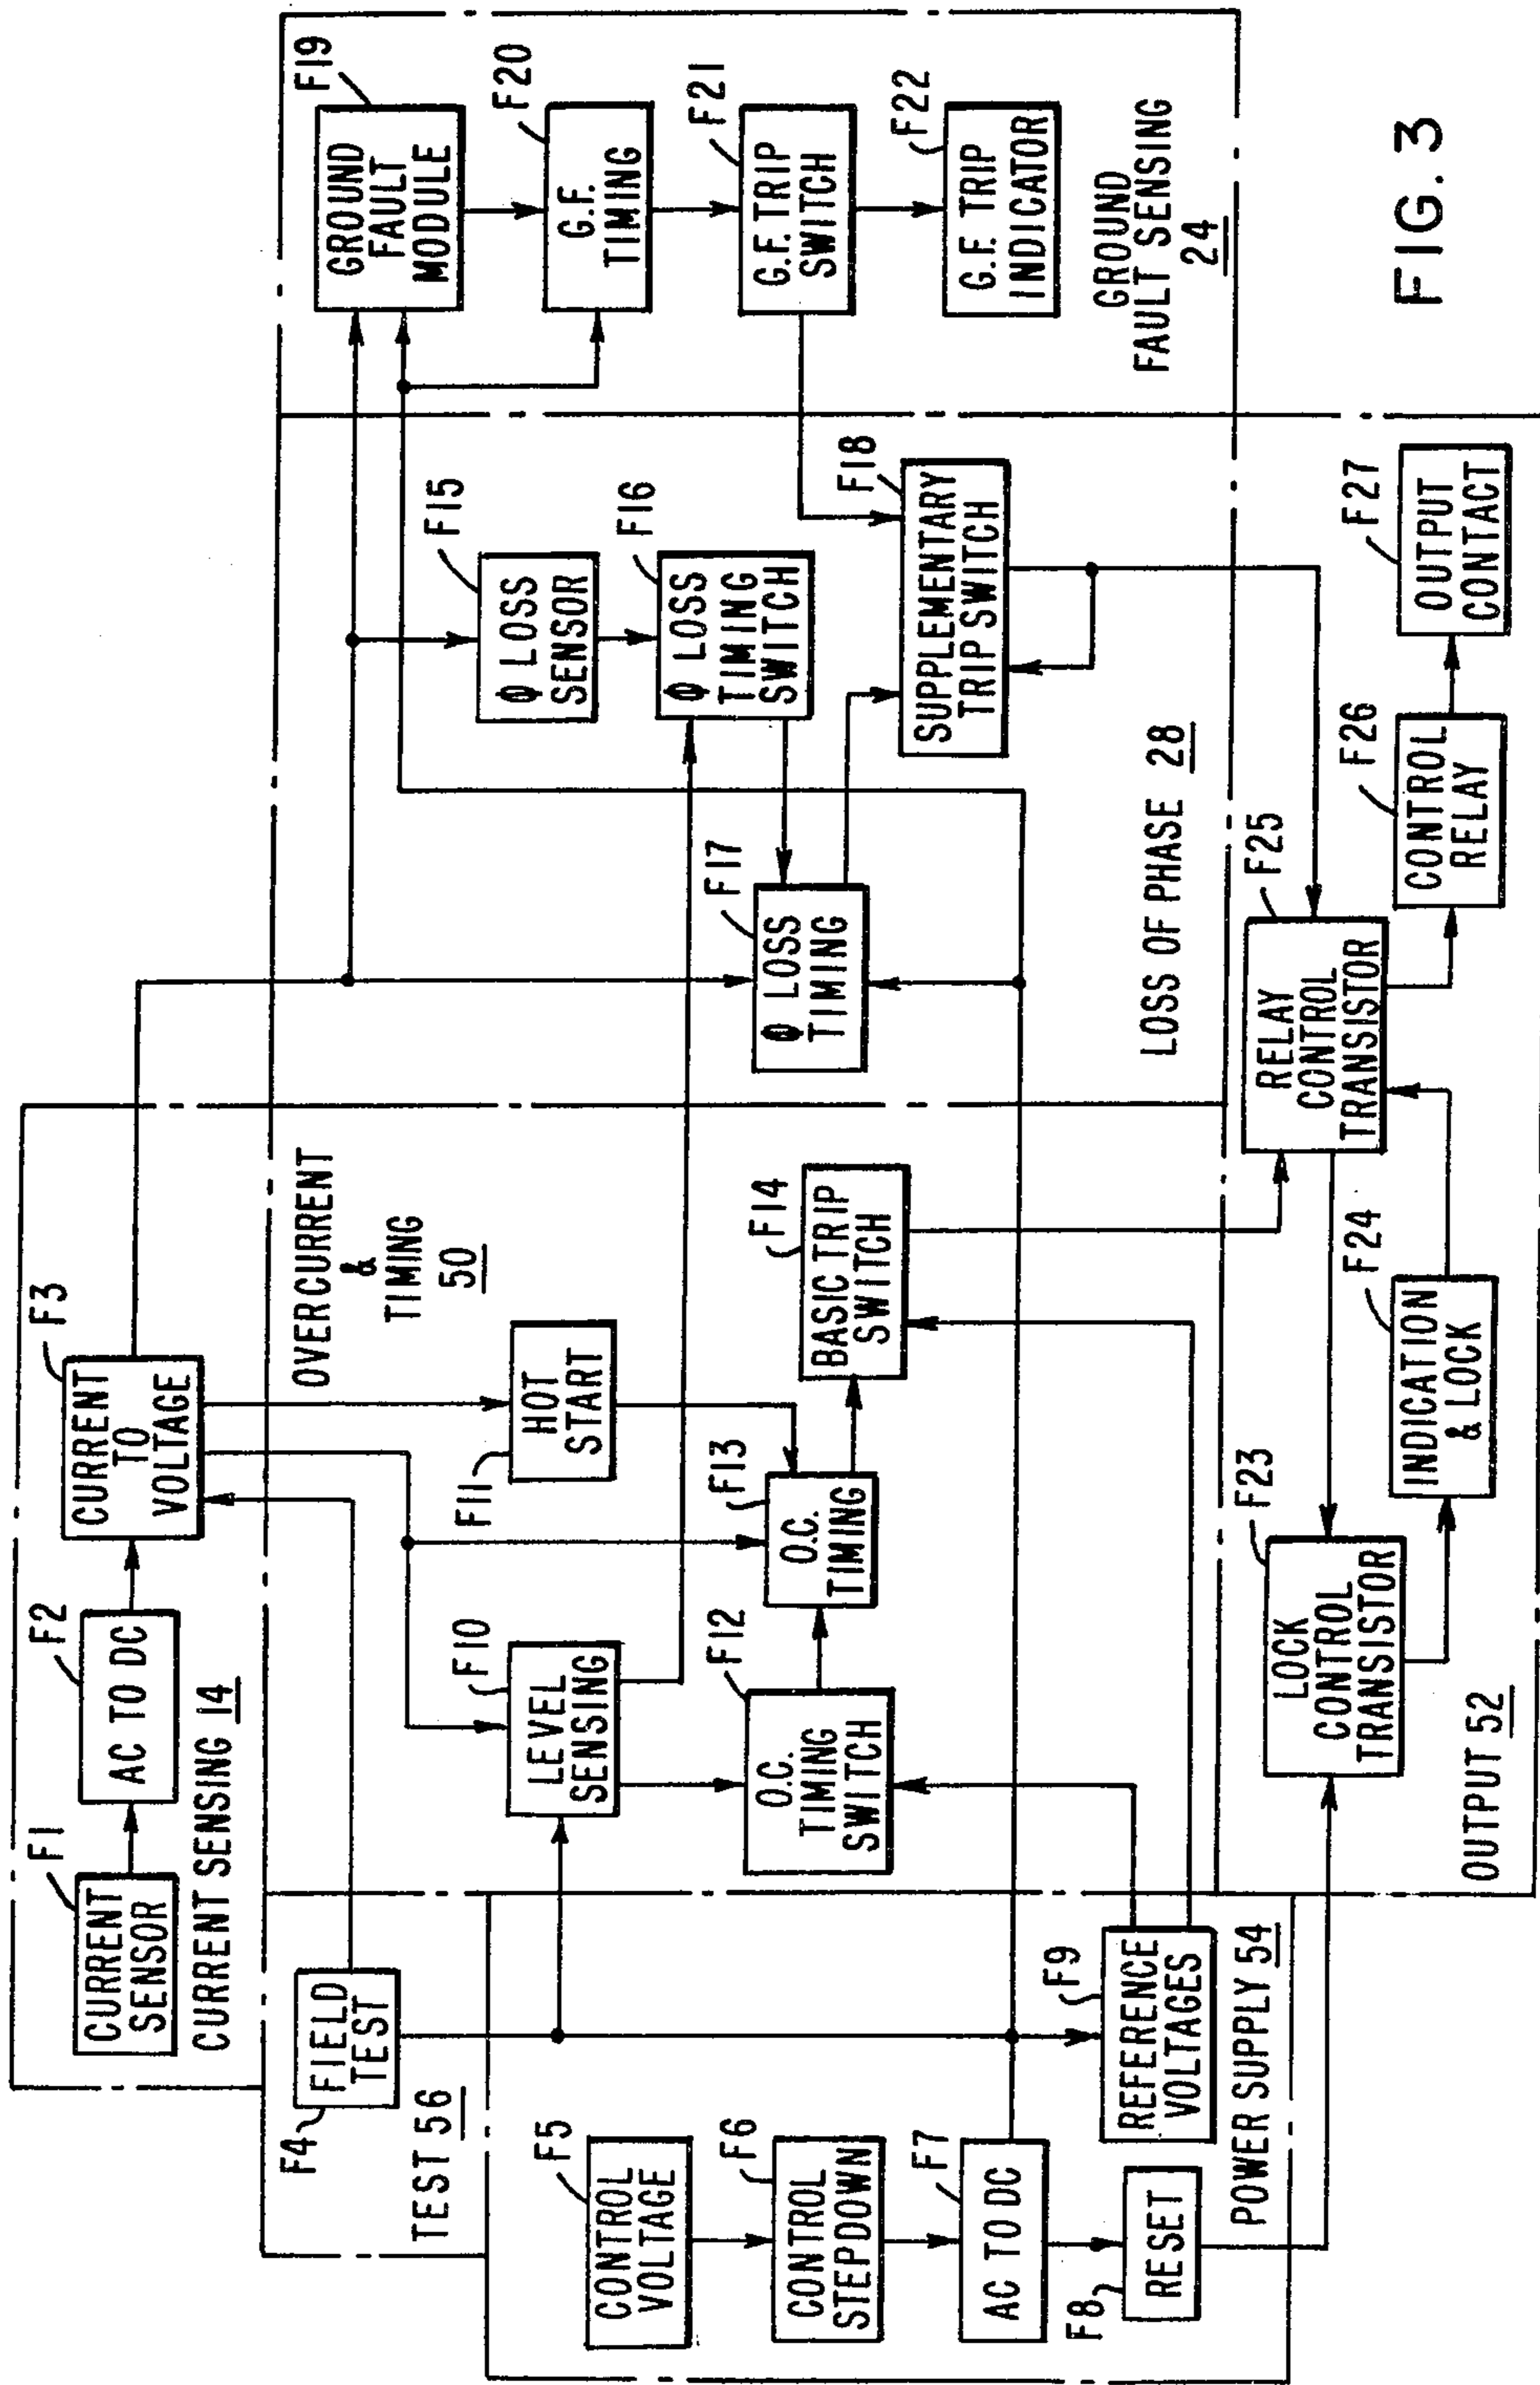 F1
CURRENT
SENSOR
F2
AC TO DC
F3
CURRENT
TO
VOLTAGE
CURRENT SENSING 14
F4
FIELD
TEST
TEST 56
F5
CONTROL
VOLTAGE
F6
CONTROL
STEPDOWN
F7
AC TO DC
F8
RESET
F9
REFERENCE
VOLTAGES
POWER SUPPLY 54
OVERCURRENT
&
TIMING
50
F10
LEVEL
SENSING
F11
HOT
START
F12
O.C.
TIMING
SWITCH
F13
O.C.
TIMING
F14
BASIC TRIP
SWITCH
F15
Φ LOSS
SENSOR
F16
Φ LOSS
TIMING
SWITCH
F17
Φ LOSS
TIMING
F18
SUPPLEMENTARY
TRIP SWITCH
LOSS OF PHASE 28
F19
GROUND
FAULT
MODULE
F20
G.F.
TIMING
F21
G.F. TRIP
SWITCH
F22
G.F. TRIP
INDICATOR
GROUND
FAULT SENSING
24
F23
LOCK
CONTROL
TRANSISTOR
F24
INDICATION
& LOCK
F25
RELAY
CONTROL
TRANSISTOR
F26
CONTROL
RELAY
F27
OUTPUT
CONTACT
OUTPUT 52
FIG. 3